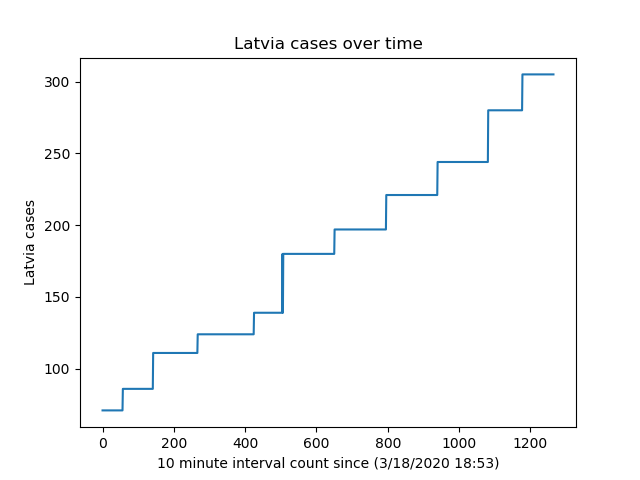 Latvia cases over time
300
250
200
150
100
Latvia cases
0 200 400 600 800 1000 1200
10 minute interval count since (3/18/2020 18:53)